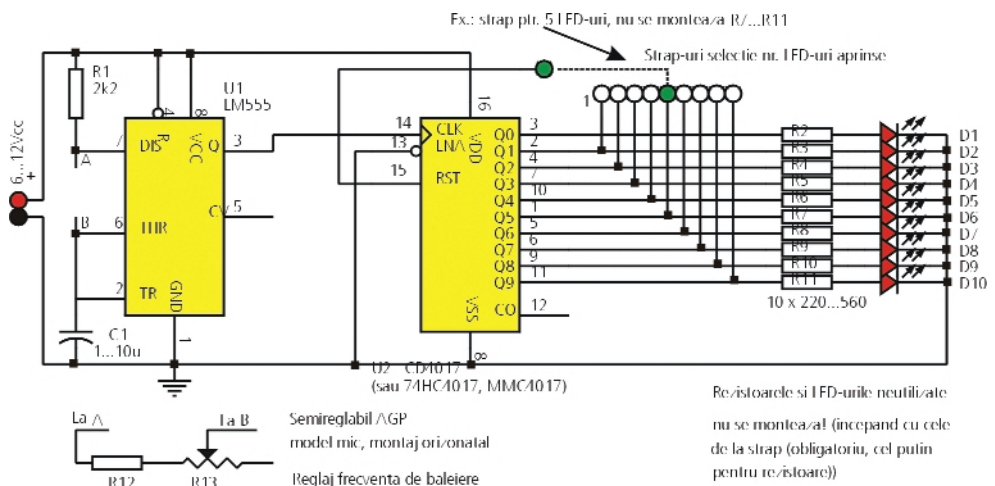 Ex.: strap ptr. 5 LED-uri, nu se monteaza R7...R11
Strap-uri selectie nr. LED-uri aprinse
1
6...12Vcc
+
R1
2k2
U1
LM555
4
8
7
DIS
R
VCC
Q
3
A
B
6
THR
CV
5
2
TR
GND
1
C1
1...10u
16
14
CLK
VDD
13
ENA
15
RST
Q0
3
Q1
2
Q2
4
Q3
7
Q4
10
Q5
1
Q6
5
Q7
6
Q8
9
Q9
11
CO
12
VSS
8
U2 CD4017
(sau 74HC4017, MMC4017)
R2
R3
R4
R5
R6
R7
R8
R9
R10
R11
10 x 220...560
D1
D2
D3
D4
D5
D6
D7
D8
D9
D10
La A
La B
R12
R13
Semireglabil AGP
model mic, montaj orizonatal
Reglaj frecventa de baleiere
Rezistoarele si LED-urile neutilizate
nu se monteaza! (incepand cu cele
de la strap (obligatoriu, cel putin
pentru rezistoare))